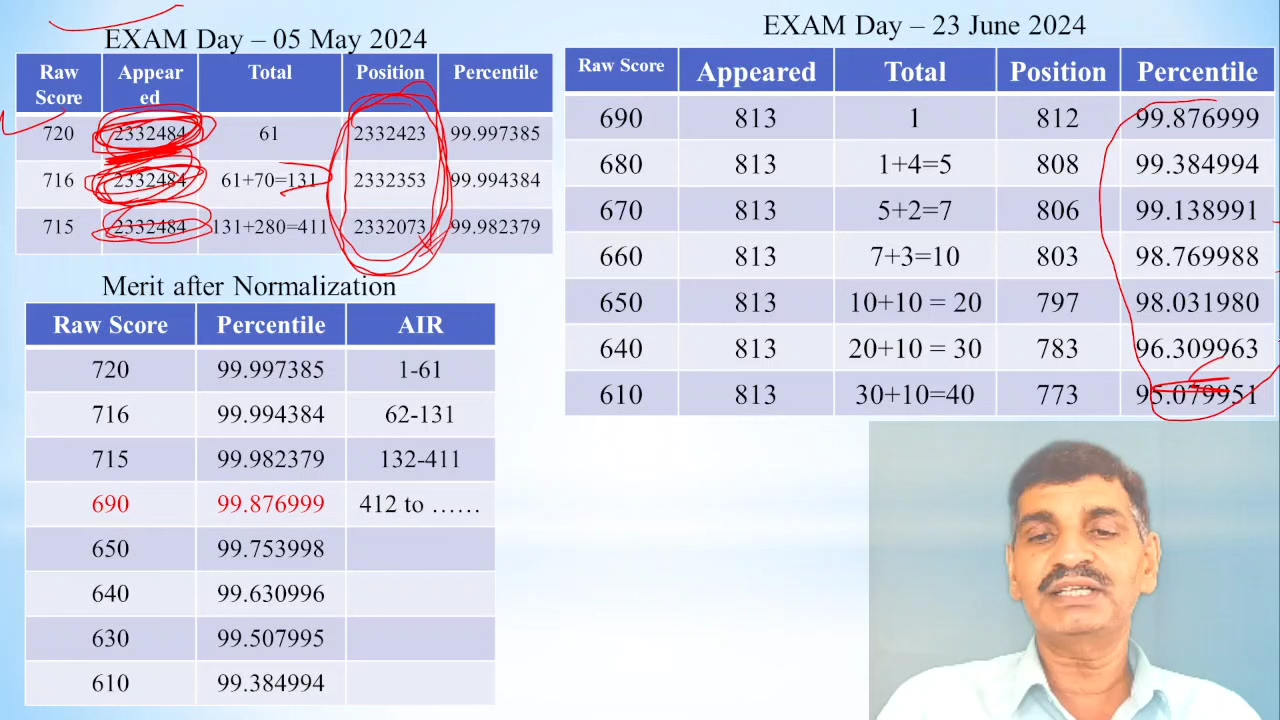 EXAM Day – 05 May 2024
Raw Score Appear ed Total Position Percentile
720 2332484 61 2332423 99.997385
716 2332484 61+70=131 2332353 99.994384
715 2332484 131+280=411 2332073 99.982379
Merit after Normalization
Raw Score Percentile AIR
720 99.997385 1-61
716 99.994384 62-131
715 99.982379 132-411
690 99.876999 412 to ……
650 99.753998
640 99.630996
630 99.507995
610 99.384994
EXAM Day – 23 June 2024
Raw Score Appeared Total Position Percentile
690 813 1 812 99.876999
680 813 1+4=5 808 99.384994
670 813 5+2=7 806 99.138991
660 813 7+3=10 803 98.769988
650 813 10+10 = 20 797 98.031980
640 813 20+10 = 30 783 96.309963
610 813 30+10=40 773 95.079951